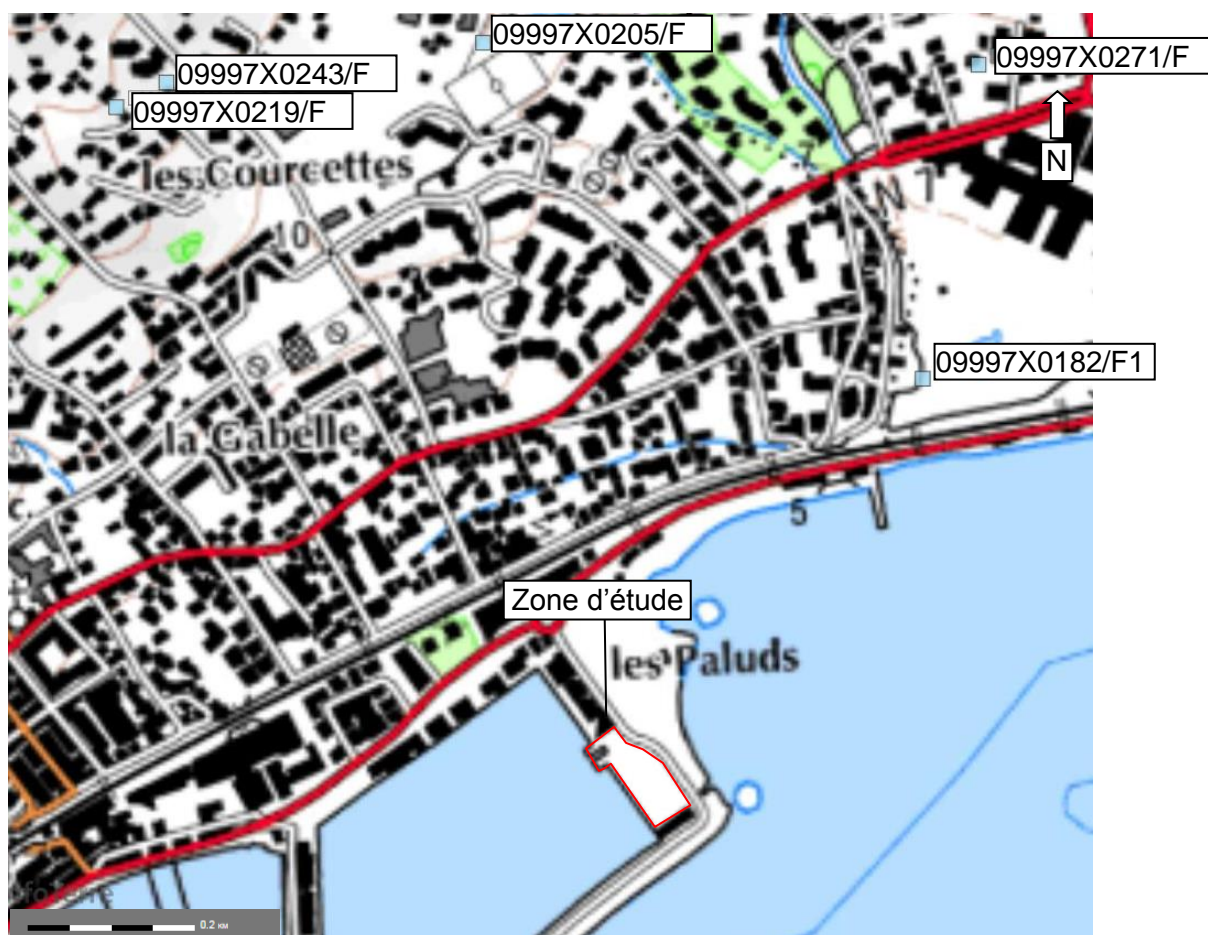 09997X0205/F
09997X0271/F
09997X0243/F
09997X0219/F
N
les Courcettes
7
N 7
10
09997X0182/F1
la Gabelle
5
Zone d'étude
les Paluds
0.2 KM